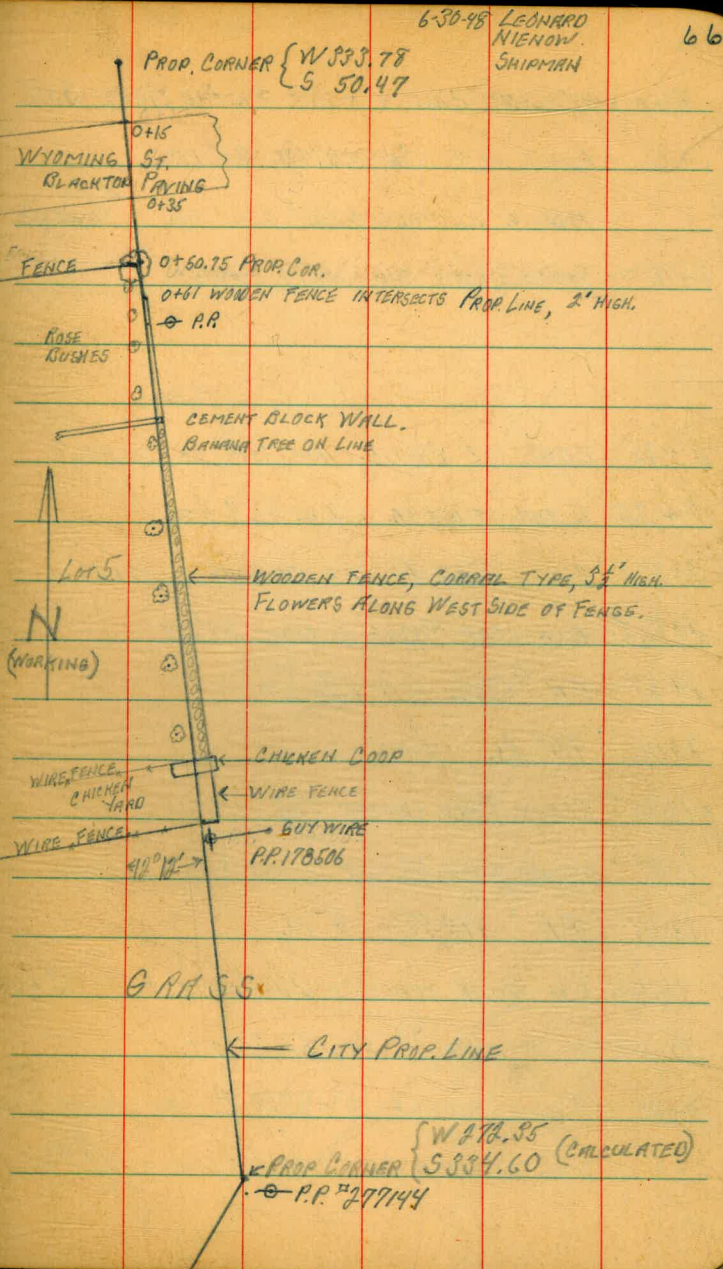 6-30-48 LEONARD
NIENOW
SHIPMAN
66
PROP. CORNER { W 333.78
S 50.47
0+15
WYOMING ST.
BLACKTOP PAVING
0+35
FENCE
0+50.75 PROP. COR.
0+61 WOODEN FENCE INTERSECTS PROP. LINE, 2' HIGH.
P.P.
ROSE
BUSHES
CEMENT BLOCK WALL.
BANANA TREE ON LINE
LOT 5
WOODEN FENCE, CORRAL TYPE, 3½' HIGH.
FLOWERS ALONG WEST SIDE OF FENCE.
N
(WORKING)
CHICKEN COOP
WIRE FENCE
CHICKEN
YARD
WIRE FENCE
GUY WIRE
WIRE FENCE
P.P. 178506
92°12'
GRASS
CITY PROP. LINE
PROP CORNER { W 272.35
S 334.60 (CALCULATED)
P.P. #277144